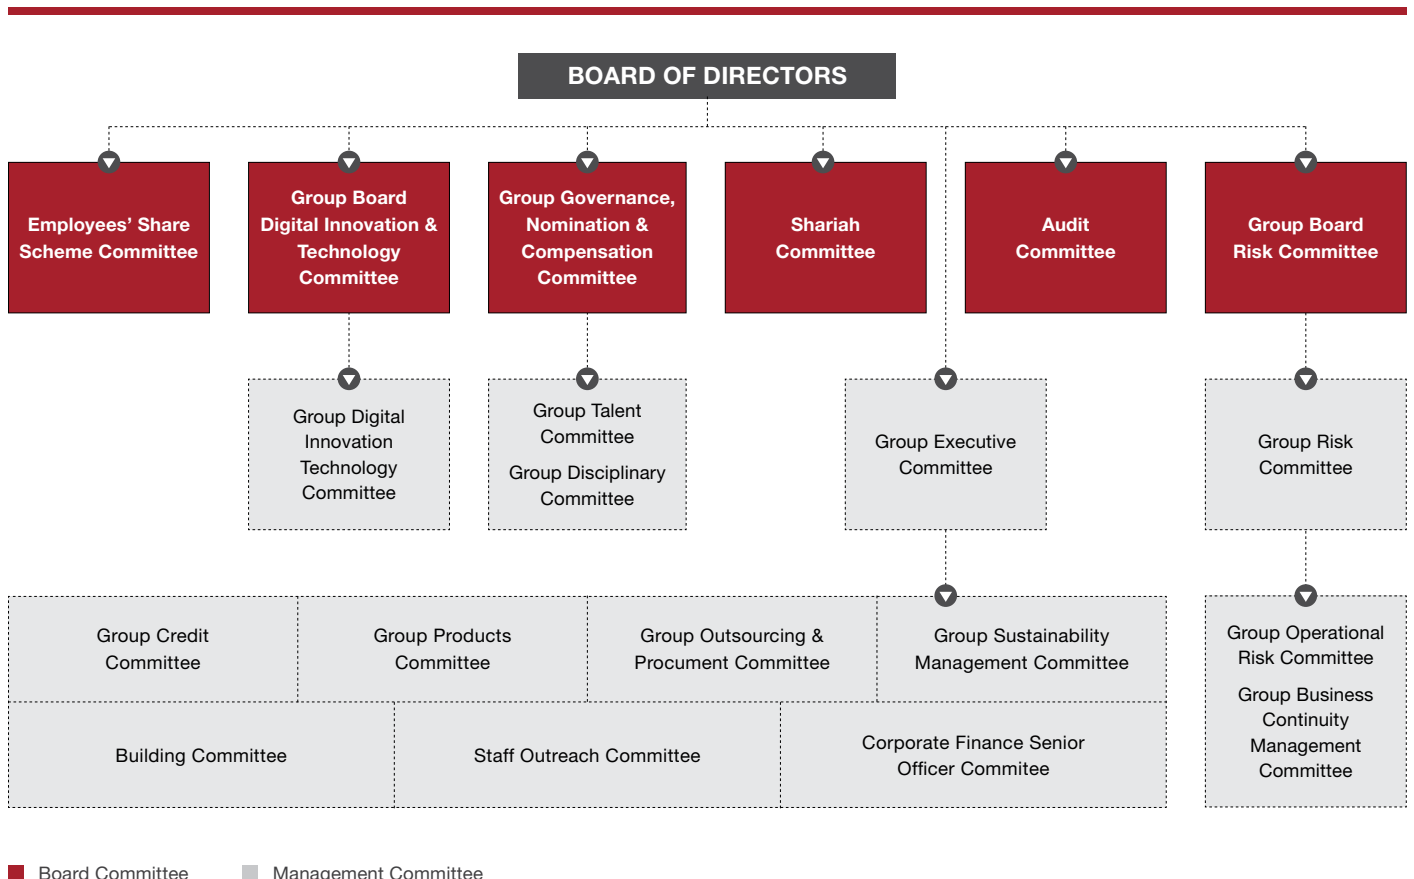 BOARD OF DIRECTORS
Employees’ Share
Scheme Committee
Group Board
Digital Innovation &
Technology
Committee
Group Governance,
Nomination &
Compensation
Committee
Shariah
Committee
Audit
Committee
Group Board
Risk Committee
Group Digital
Innovation
Technology
Committee
Group Talent
Committee
Group Disciplinary
Committee
Group Executive
Committee
Group Risk
Committee
Group Credit
Committee
Group Products
Committee
Group Outsourcing &
Procument Committee
Group Sustainability
Management Committee
Building Committee
Staff Outreach Committee
Corporate Finance Senior
Officer Commitee
Group Operational
Risk Committee
Group Business
Continuity
Management
Committee
Board Committee
Management Committee